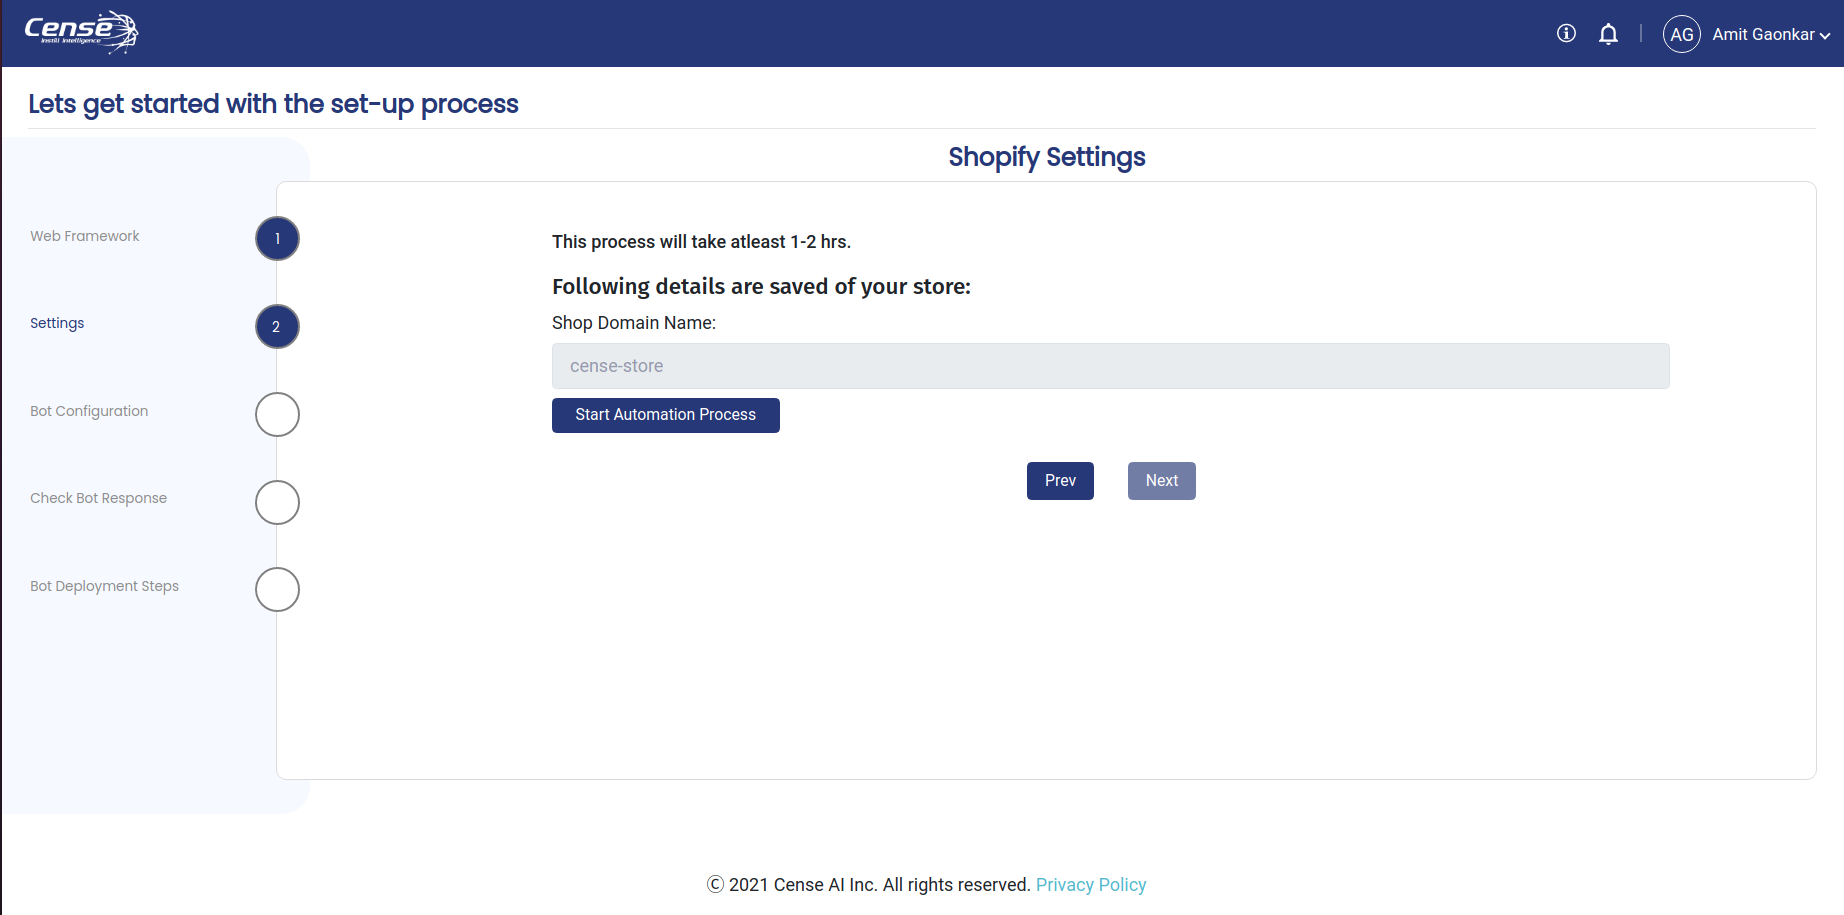 Cense
Instill Intelligence
AG Amit Gaonkar
Lets get started with the set-up process
Shopify Settings
Web Framework 1
Settings 2
Bot Configuration
Check Bot Response
Bot Deployment Steps
This process will take atleast 1-2 hrs.
Following details are saved of your store:
Shop Domain Name:
cense-store
Start Automation Process
Prev Next
© 2021 Cense AI Inc. All rights reserved. Privacy Policy